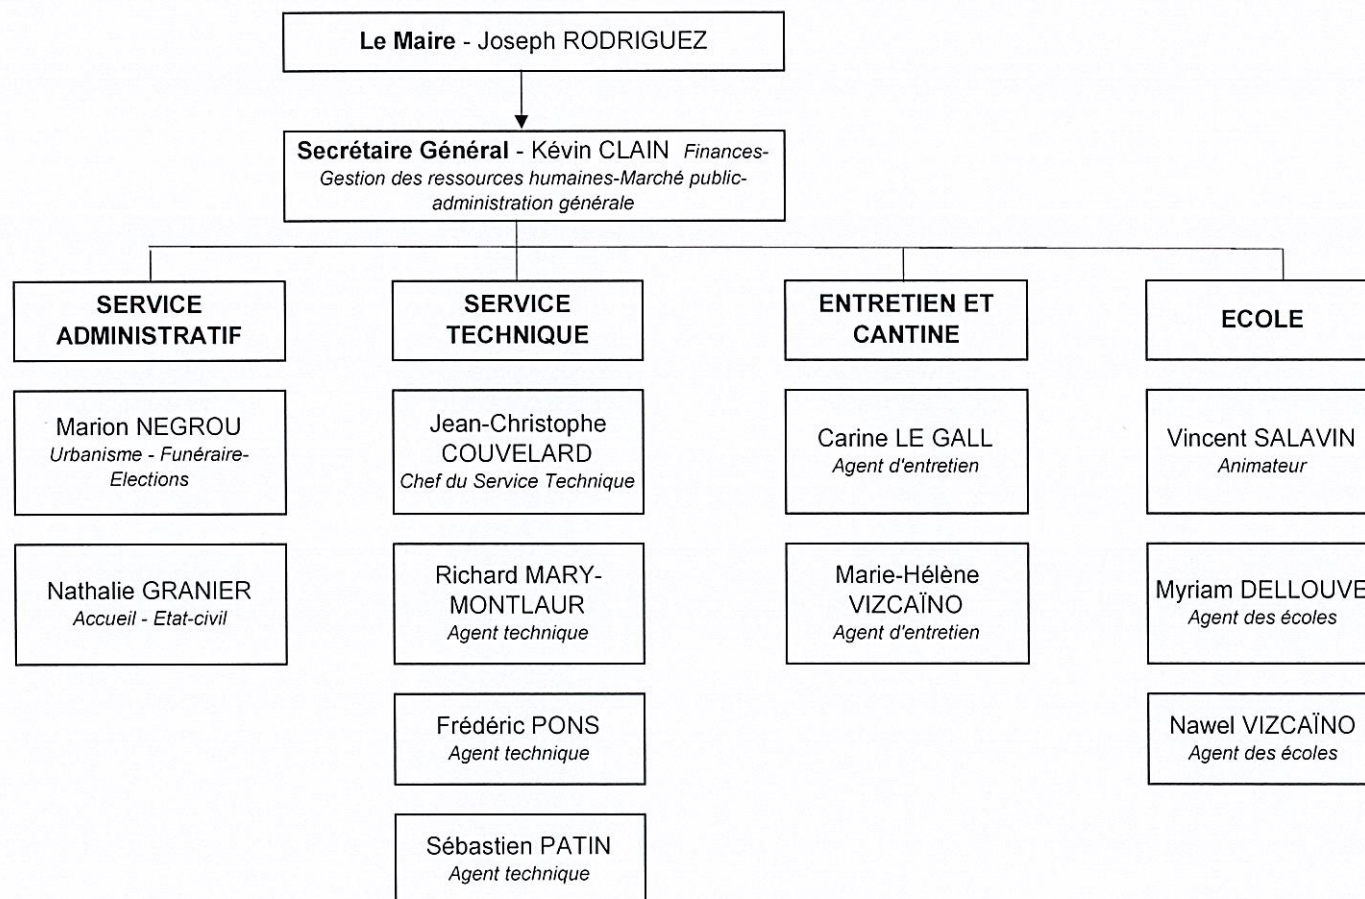 Le Maire - Joseph RODRIGUEZ
Secrétaire Général - Kévin CLAIN Finances-
Gestion des ressources humaines-Marché public-
administration générale
SERVICE
ADMINISTRATIF
Marion NEGROU
Urbanisme - Funéraire-
Elections
Nathalie GRANIER
Accueil - Etat-civil
SERVICE
TECHNIQUE
Jean-Christophe
COUVELARD
Chef du Service Technique
Richard MARY-
MONTLAUR
Agent technique
Frédéric PONS
Agent technique
Sébastien PATIN
Agent technique
ENTRETIEN ET
CANTINE
Carine LE GALL
Agent d'entretien
Marie-Hélène
VIZCAÏNO
Agent d'entretien
ECOLE
Vincent SALAVIN
Animateur
Myriam DELLOUVE
Agent des écoles
Nawel VIZCAÏNO
Agent des écoles